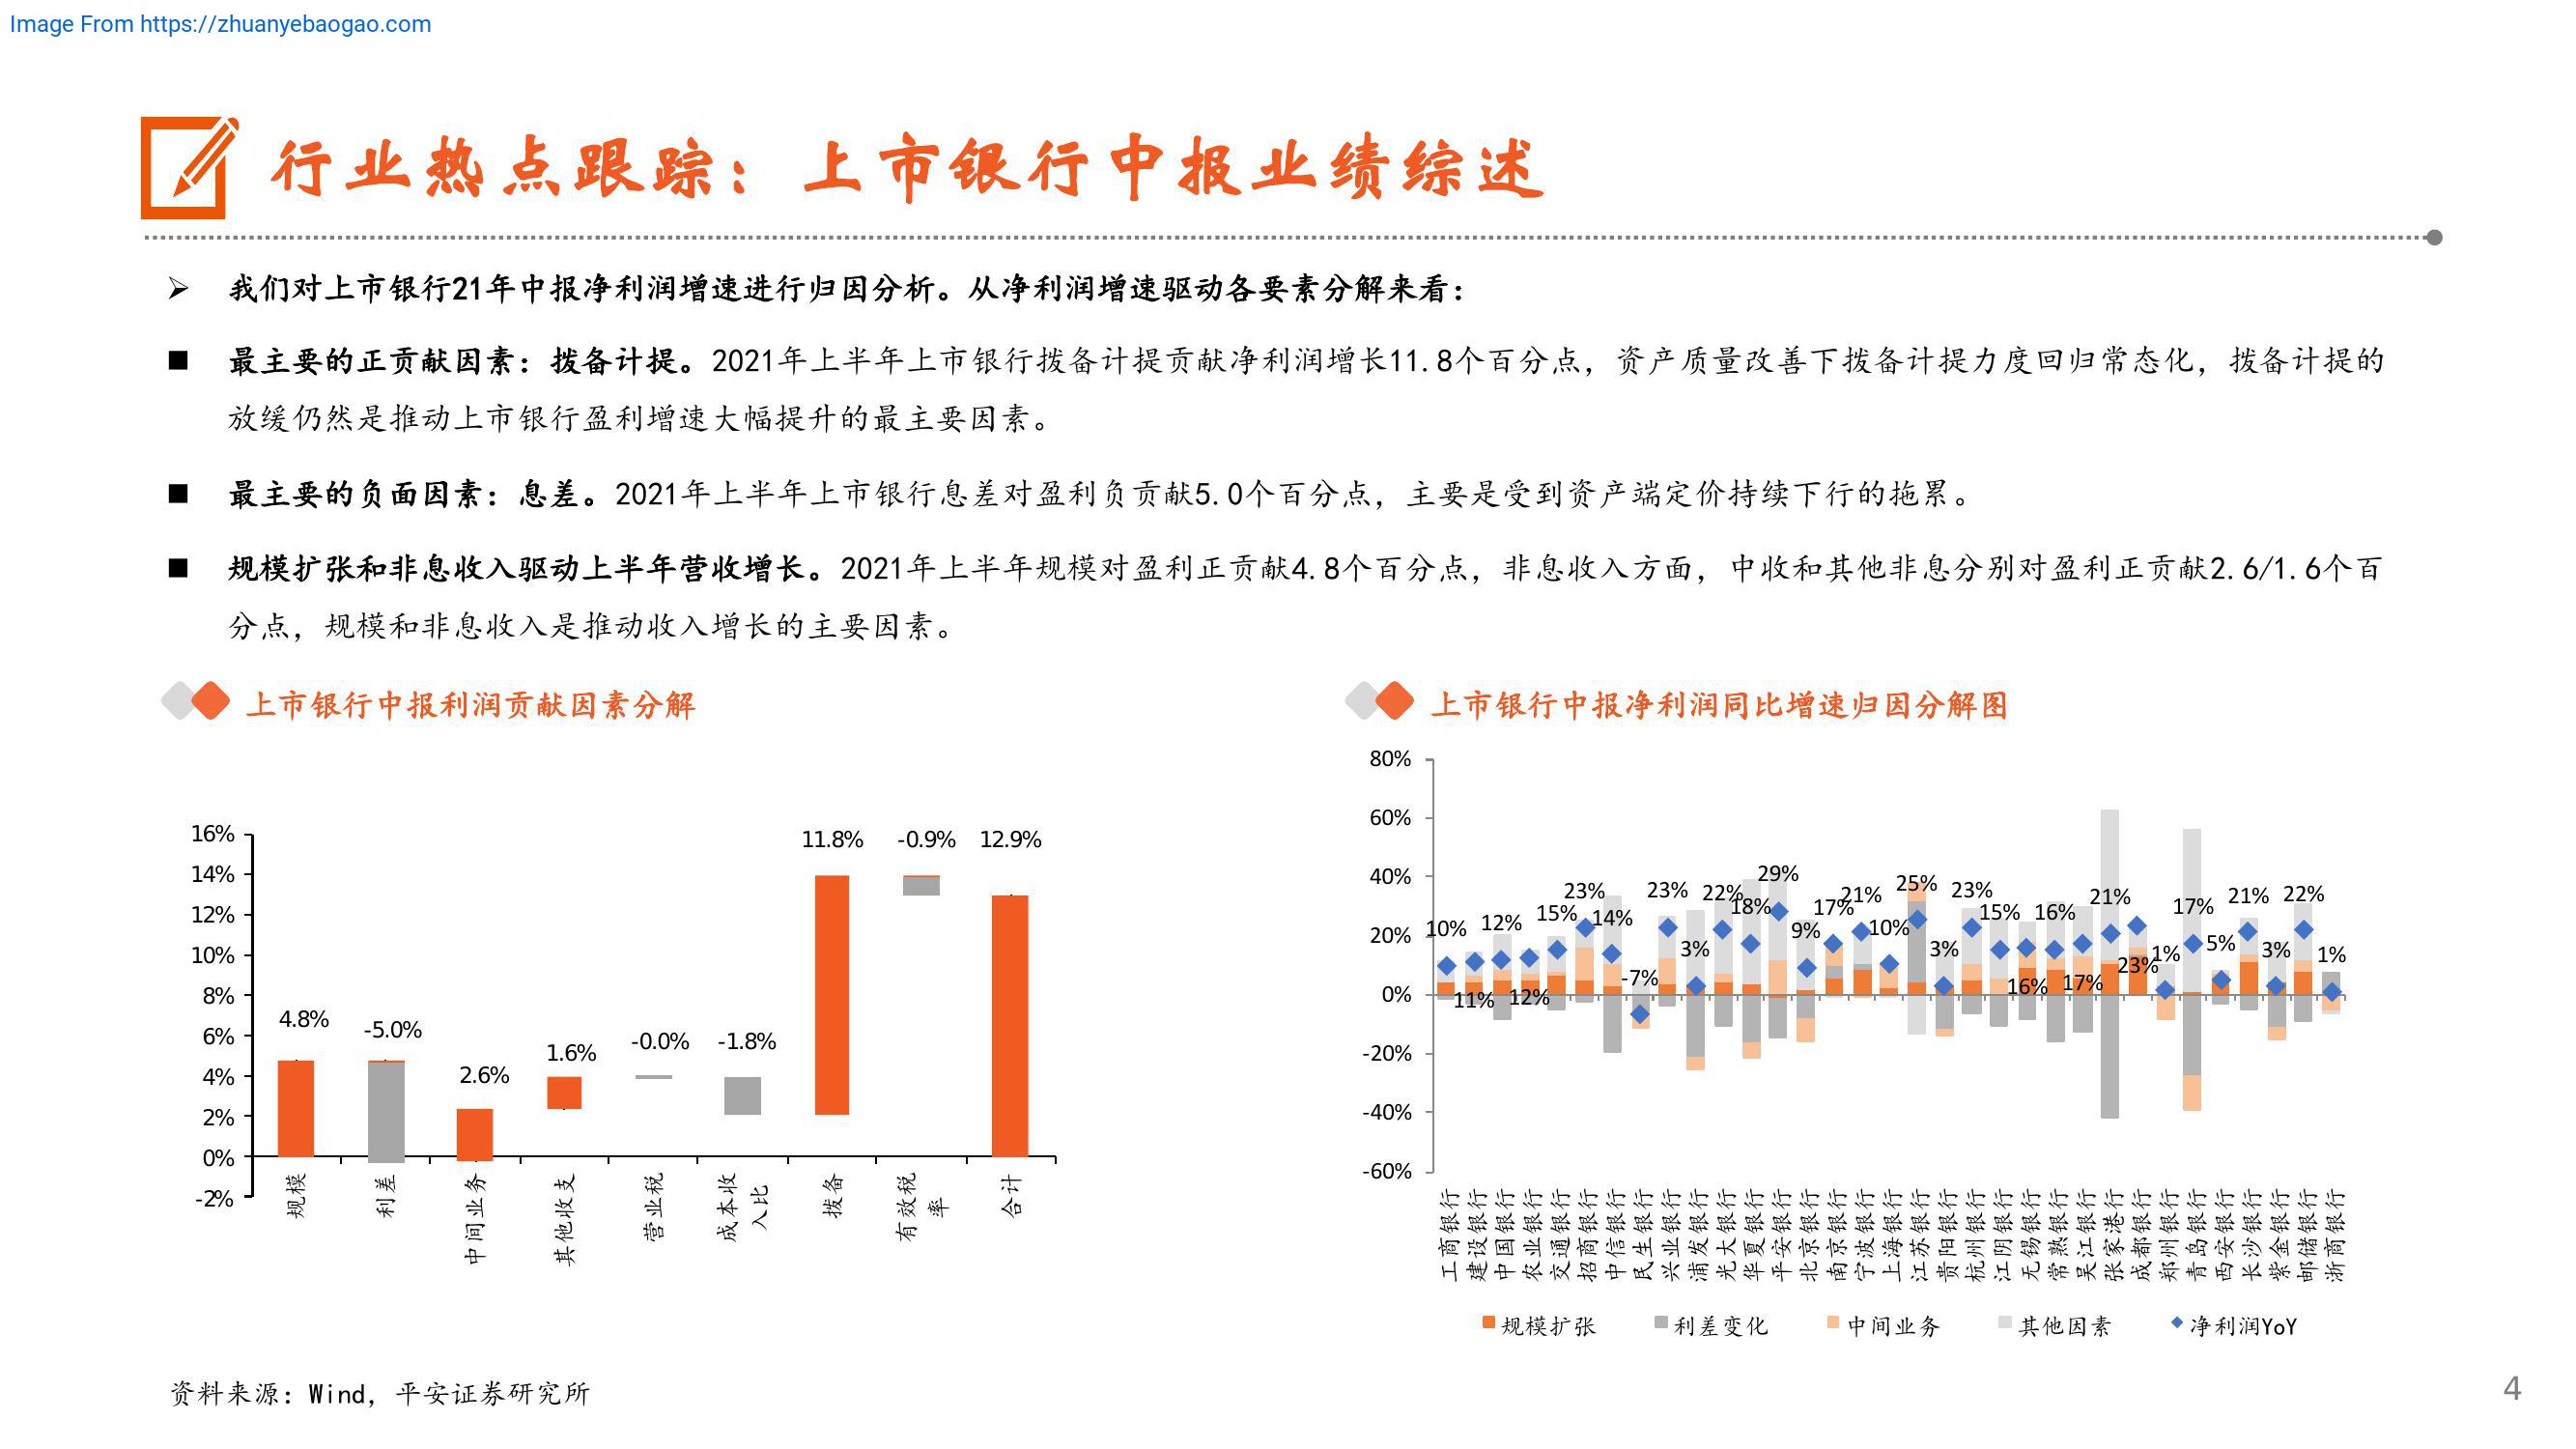 Image From https://zhuanyebaogao.com
行业热点跟踪：上市银行中报业绩综述
➢ 我们对上市银行21年中报净利润增速进行归因分析。从净利润增速驱动各要素分解来看：
■ 最主要的正贡献因素：拨备计提。2021年上半年上市银行拨备计提贡献净利润增长11.8个百分点，资产质量改善下拨备计提力度回归常态化，拨备计提的
放缓仍然是推动上市银行盈利增速大幅提升的最主要因素。
■ 最主要的负面因素：息差。2021年上半年上市银行息差对盈利负贡献5.0个百分点，主要是受到资产端定价持续下行的拖累。
■ 规模扩张和非息收入驱动上半年营收增长。2021年上半年规模对盈利正贡献4.8个百分点，非息收入方面，中收和其他非息分别对盈利正贡献2.6/1.6个百
分点，规模和非息收入是推动收入增长的主要因素。
上市银行中报利润贡献因素分解
16%
14%
12%
10%
8%
6%
4%
2%
0%
-2%
4.8%
-5.0%
2.6%
1.6%
-0.0%
-1.8%
11.8%
-0.9%
12.9%
规模
利差
中间业务
其他收支
营业税
成本收入比
拨备
有效税率
合计
上市银行中报净利润同比增速归因分解图
80%
60%
40%
20%
0%
-20%
-40%
-60%
10%
11%
12%
12%
15%
23%
14%
-7%
23%
3%
22%
18%
29%
9%
17%
21%
10%
25%
3%
23%
15%
16%
16%
17%
21%
23%
1%
17%
5%
21%
3%
22%
1%
工商银行
建设银行
中国银行
农业银行
交通银行
招商银行
中信银行
民生银行
兴业银行
浦发银行
光大银行
华夏银行
平安银行
北京银行
南京银行
宁波银行
上海银行
江苏银行
贵阳银行
杭州银行
江阴银行
无锡银行
常熟银行
吴江银行
张家港行
成都银行
郑州银行
青岛银行
西安银行
长沙银行
紫金银行
邮储银行
浙商银行
规模扩张 利差变化 中间业务 其他因素 净利润YoY
资料来源：Wind，平安证券研究所
4